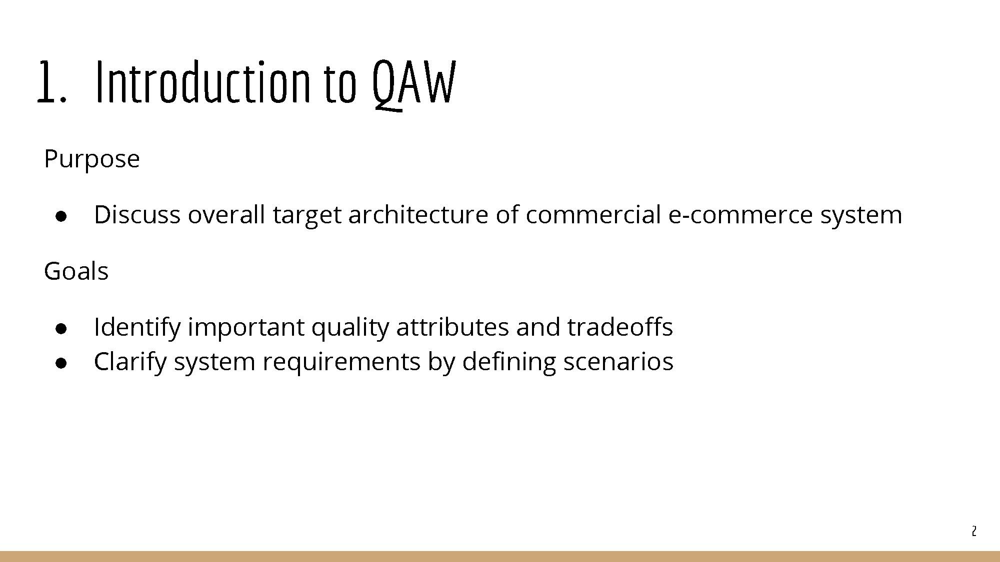 1. Introduction to QAW
Purpose
● Discuss overall target architecture of commercial e-commerce system
Goals
● Identify important quality attributes and tradeoffs
● Clarify system requirements by defining scenarios
2